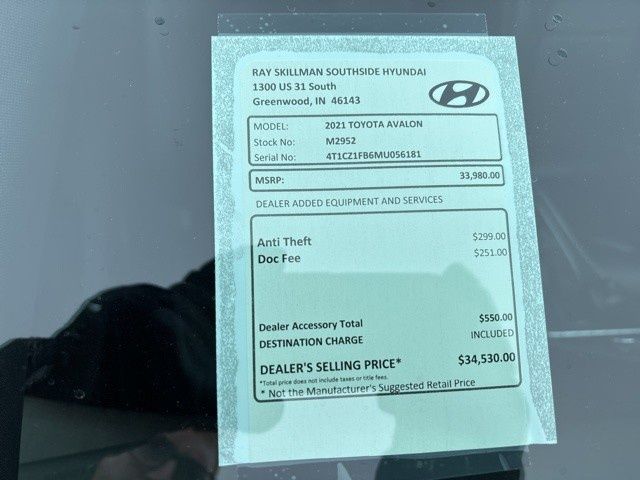 RAY SKILLMAN SOUTHSIDE HYUNDAI
1300 US 31 South
Greenwood, IN 46143
MODEL: 2021 TOYOTA AVALON
Stock No: M2952
Serial No: 4T1CZ1FB6MU056181
MSRP: 33,980.00
DEALER ADDED EQUIPMENT AND SERVICES
Anti Theft $299.00
Doc Fee $251.00
Dealer Accessory Total $550.00
DESTINATION CHARGE INCLUDED
DEALER'S SELLING PRICE* $34,530.00
*Total price does not include taxes or title fees.
* Not the Manufacturer's Suggested Retail Price